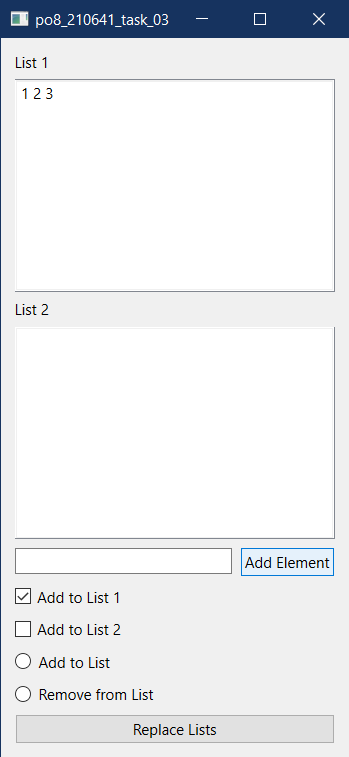 po8_210641_task_03
List 1
1 2 3
List 2
Add Element
Add to List 1
Add to List 2
Add to List
Remove from List
Replace Lists